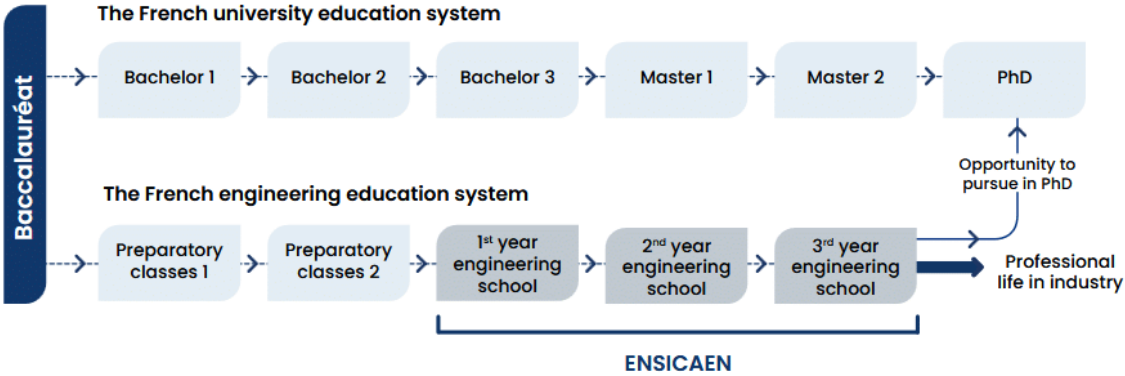 The French university education system
Baccalauréat
Bachelor 1
Bachelor 2
Bachelor 3
Master 1
Master 2
PhD
Opportunity to
pursue in PhD
The French engineering education system
Preparatory
classes 1
Preparatory
classes 2
1st year
engineering
school
2nd year
engineering
school
3rd year
engineering
school
Professional
life in industry
ENSICAEN